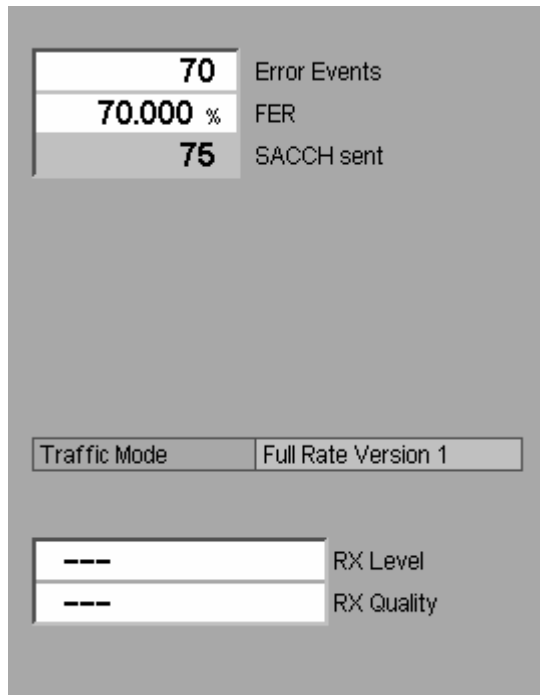 70 Error Events
70.000 % FER
75 SACCH sent
Traffic Mode Full Rate Version 1
--- RX Level
--- RX Quality